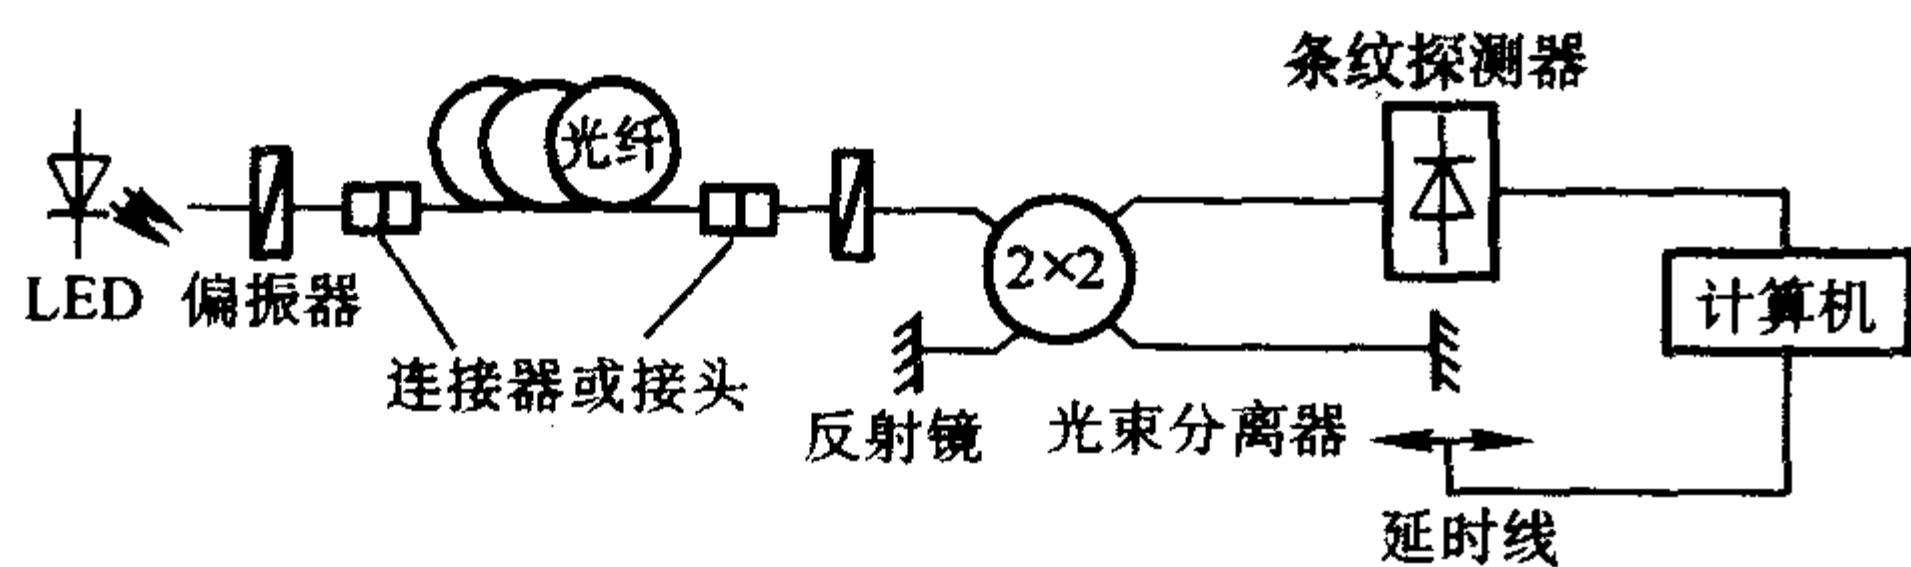 条纹探测器
光纤
2×2
LED
偏振器
计算机
连接器或接头
反射镜
光束分离器
延时线